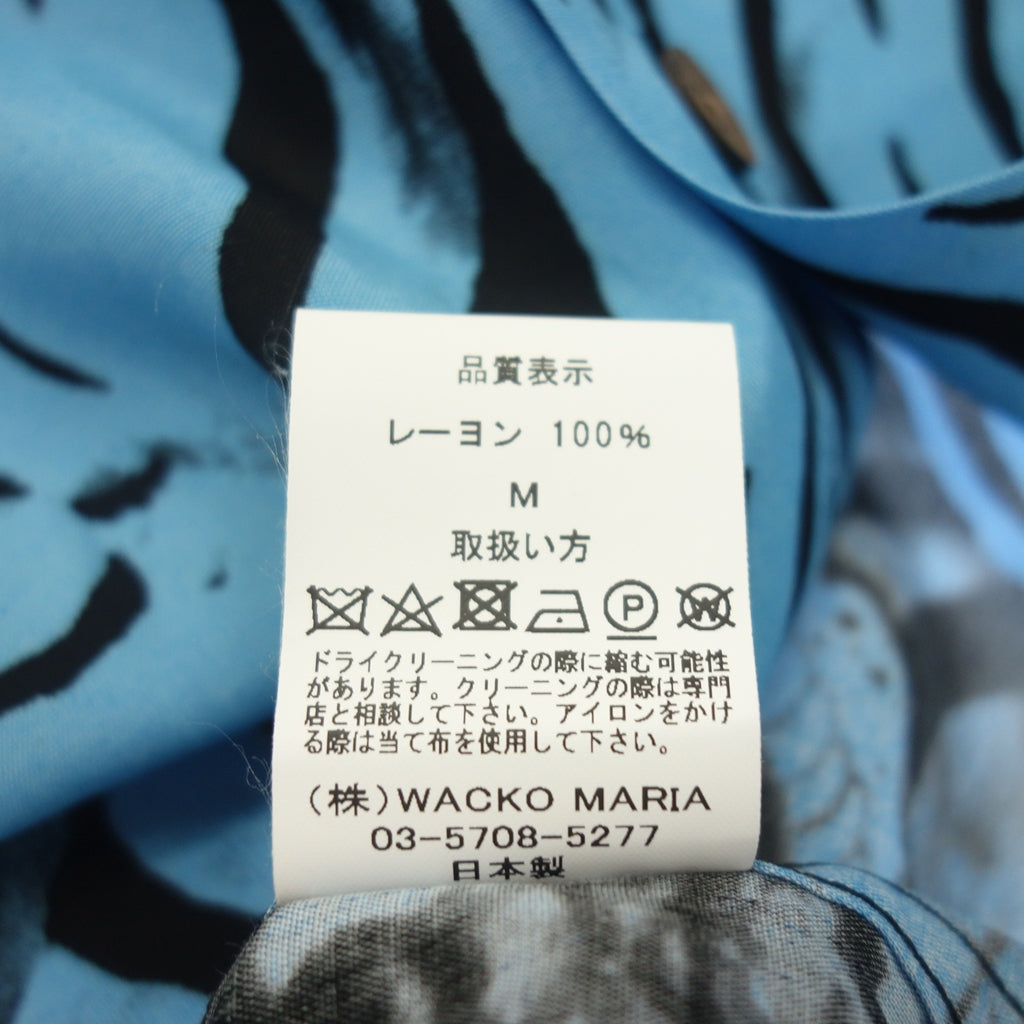 品質表示
レーヨン 100%
M
取扱い方
P W
ドライクリーニングの際に縮む可能性
があります。クリーニングの際は専門
店と相談して下さい。アイロンをかけ
る際は当て布を使用して下さい。
(株)WACKO MARIA
03-5708-5277
日本製